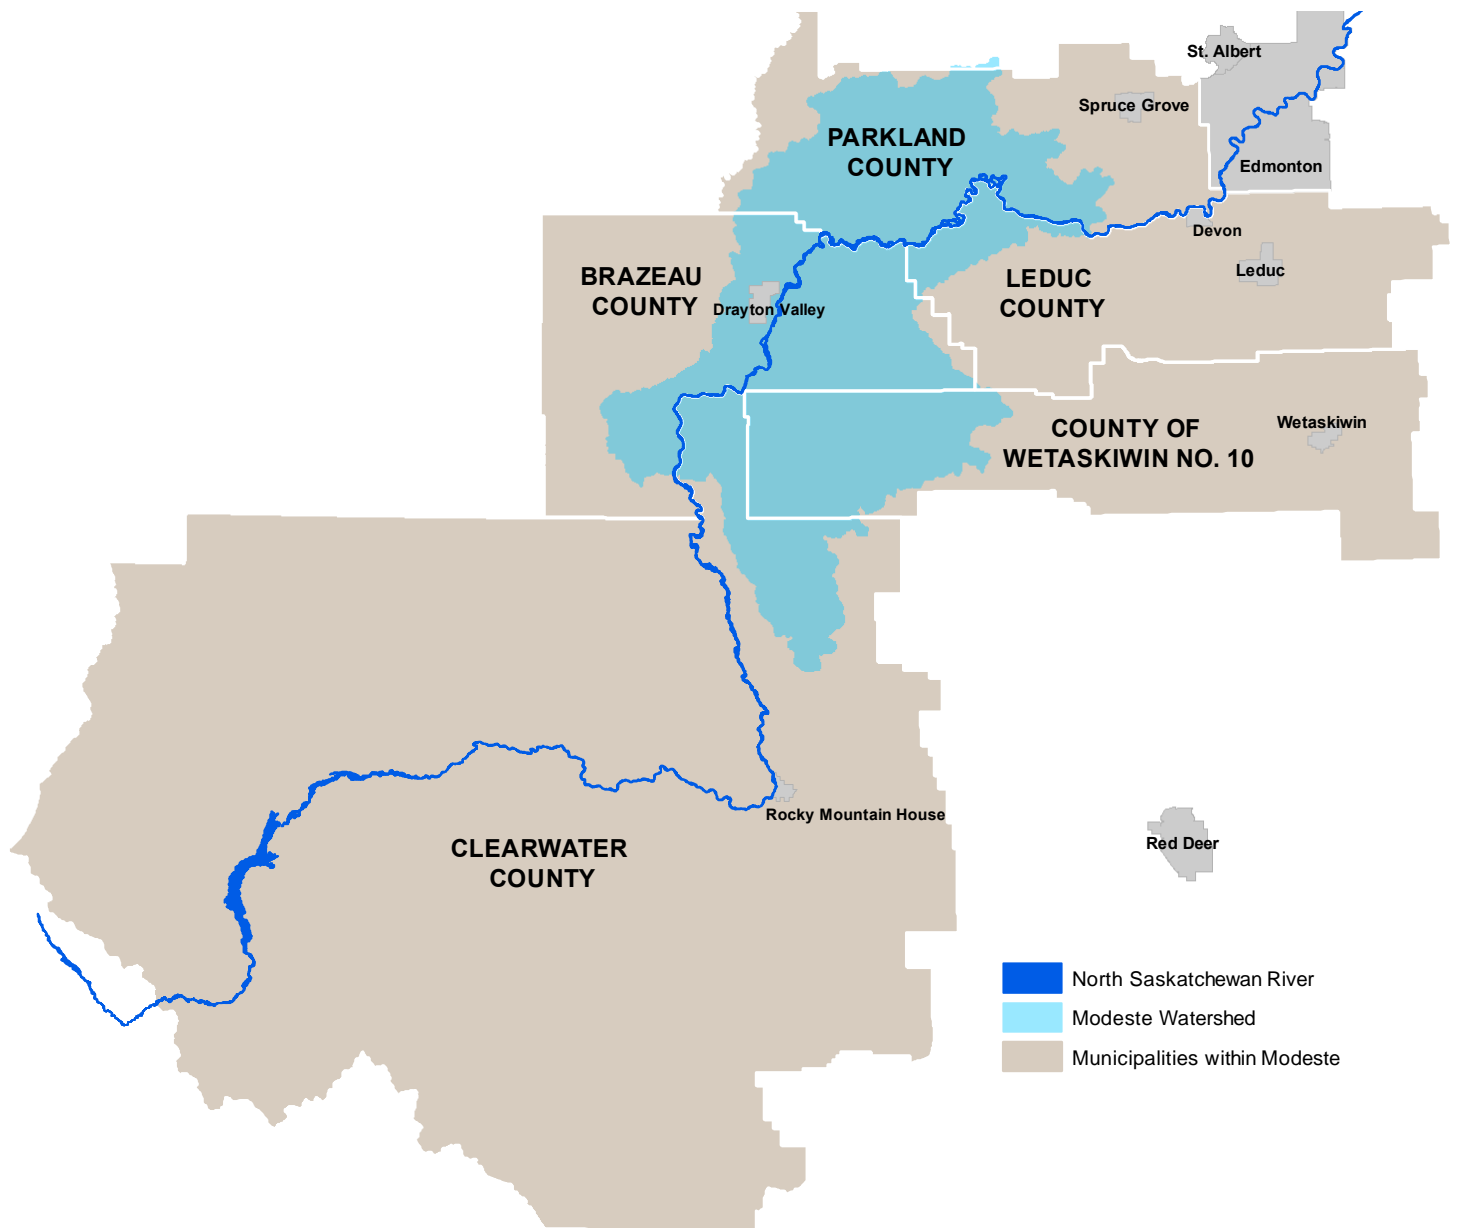 St. Albert
Spruce Grove
PARKLAND
COUNTY
Edmonton
Devon
BRAZEAU
COUNTY
LEDUC
COUNTY
Leduc
Drayton Valley
COUNTY OF
WETASKIWIN NO. 10
Wetaskiwin
Rocky Mountain House
CLEARWATER
COUNTY
Red Deer
North Saskatchewan River
Modeste Watershed
Municipalities within Modeste